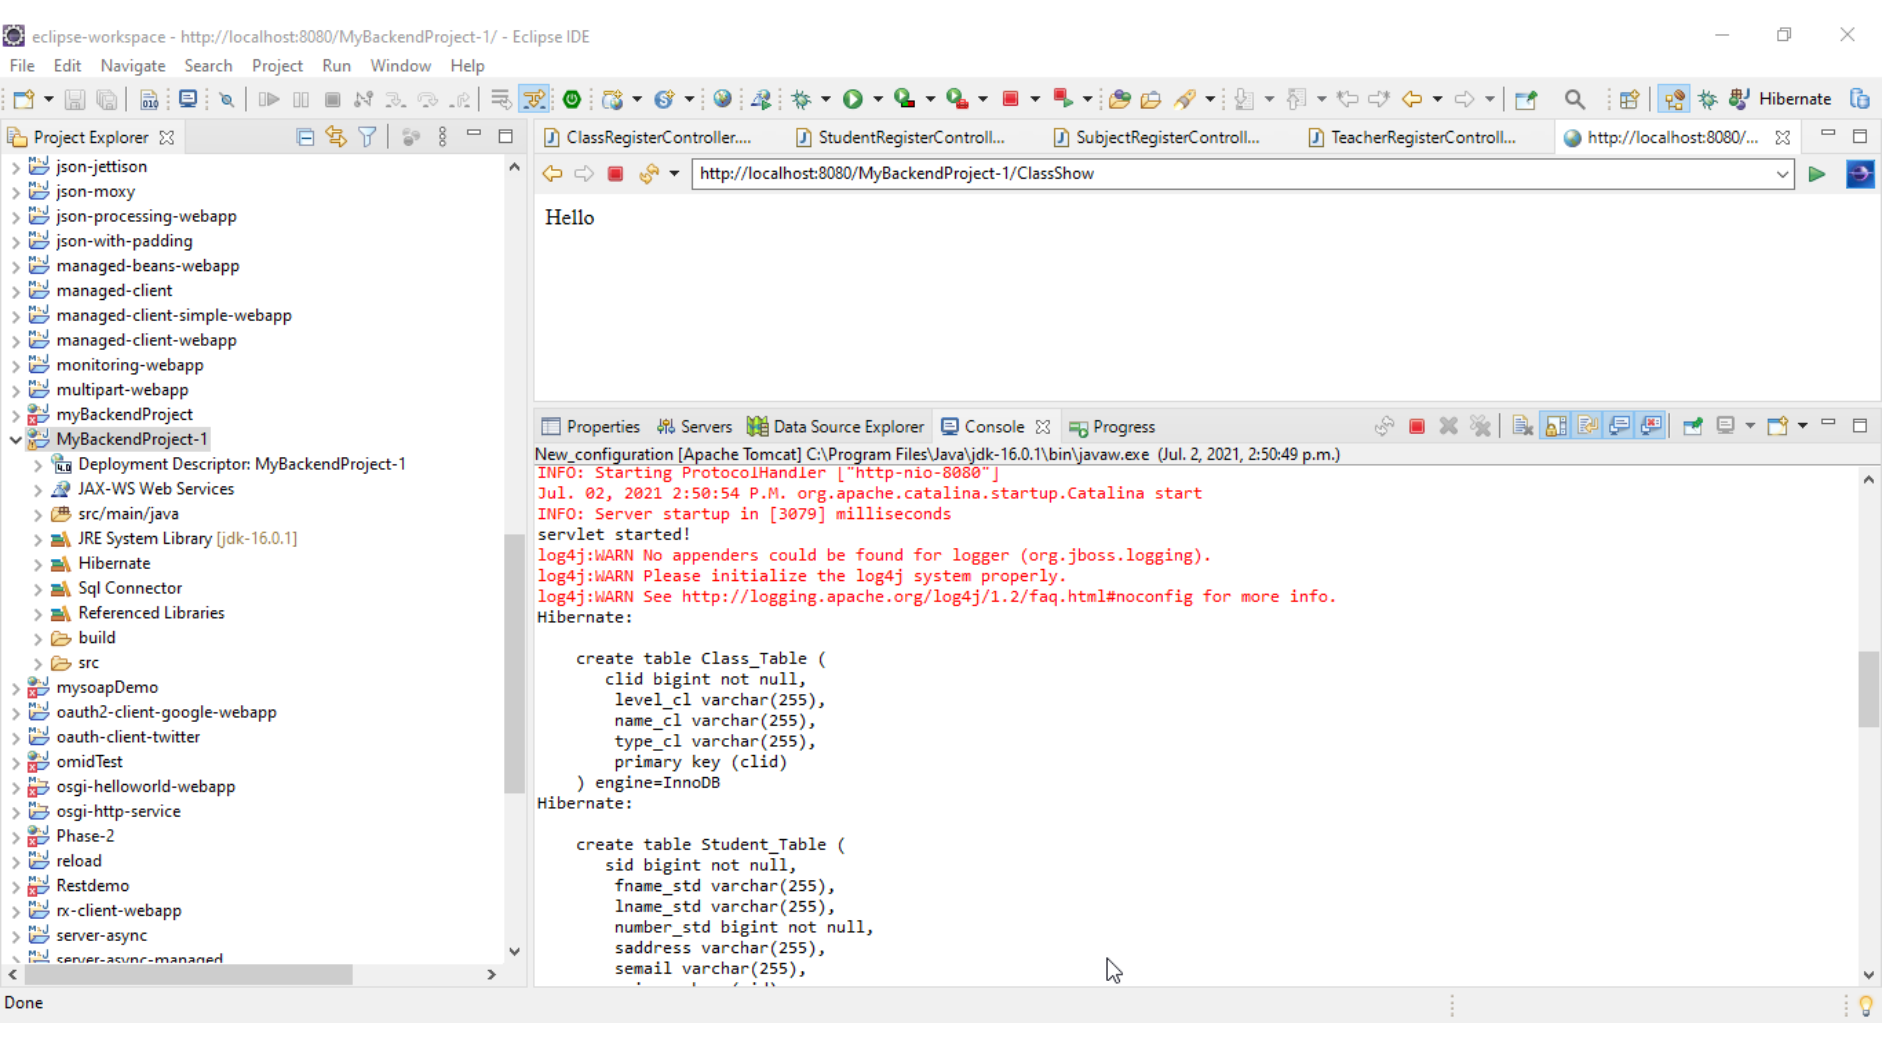 eclipse-workspace - http://localhost:8080/MyBackendProject-1/ - Eclipse IDE
File Edit Navigate Search Project Run Window Help
Hibernate
Project Explorer
json-jettison
json-moxy
json-processing-webapp
json-with-padding
managed-beans-webapp
managed-client
managed-client-simple-webapp
managed-client-webapp
monitoring-webapp
multipart-webapp
myBackendProject
MyBackendProject-1
Deployment Descriptor: MyBackendProject-1
JAX-WS Web Services
src/main/java
JRE System Library [jdk-16.0.1]
Hibernate
Sql Connector
Referenced Libraries
build
src
mysoapDemo
oauth2-client-google-webapp
oauth-client-twitter
omidTest
osgi-helloworld-webapp
osgi-http-service
Phase-2
reload
Restdemo
rx-client-webapp
server-async
server-async-managed
ClassRegisterController.... StudentRegisterControll... SubjectRegisterControll... TeacherRegisterControll... http://localhost:8080/...
http://localhost:8080/MyBackendProject-1/ClassShow
Hello
Properties Servers Data Source Explorer Console Progress
New_configuration [Apache Tomcat] C:\Program Files\Java\jdk-16.0.1\bin\javaw.exe (Jul. 2, 2021, 2:50:49 p.m.)
INFO: Starting ProtocolHandler ["http-nio-8080"]
Jul. 02, 2021 2:50:54 P.M. org.apache.catalina.startup.Catalina start
INFO: Server startup in [3079] milliseconds
servlet started!
log4j:WARN No appenders could be found for logger (org.jboss.logging).
log4j:WARN Please initialize the log4j system properly.
log4j:WARN See http://logging.apache.org/log4j/1.2/faq.html#noconfig for more info.
Hibernate:
create table Class_Table (
clid bigint not null,
level_cl varchar(255),
name_cl varchar(255),
type_cl varchar(255),
primary key (clid)
) engine=InnoDB
Hibernate:
create table Student_Table (
sid bigint not null,
fname_std varchar(255),
lname_std varchar(255),
number_std bigint not null,
saddress varchar(255),
semail varchar(255),
Done